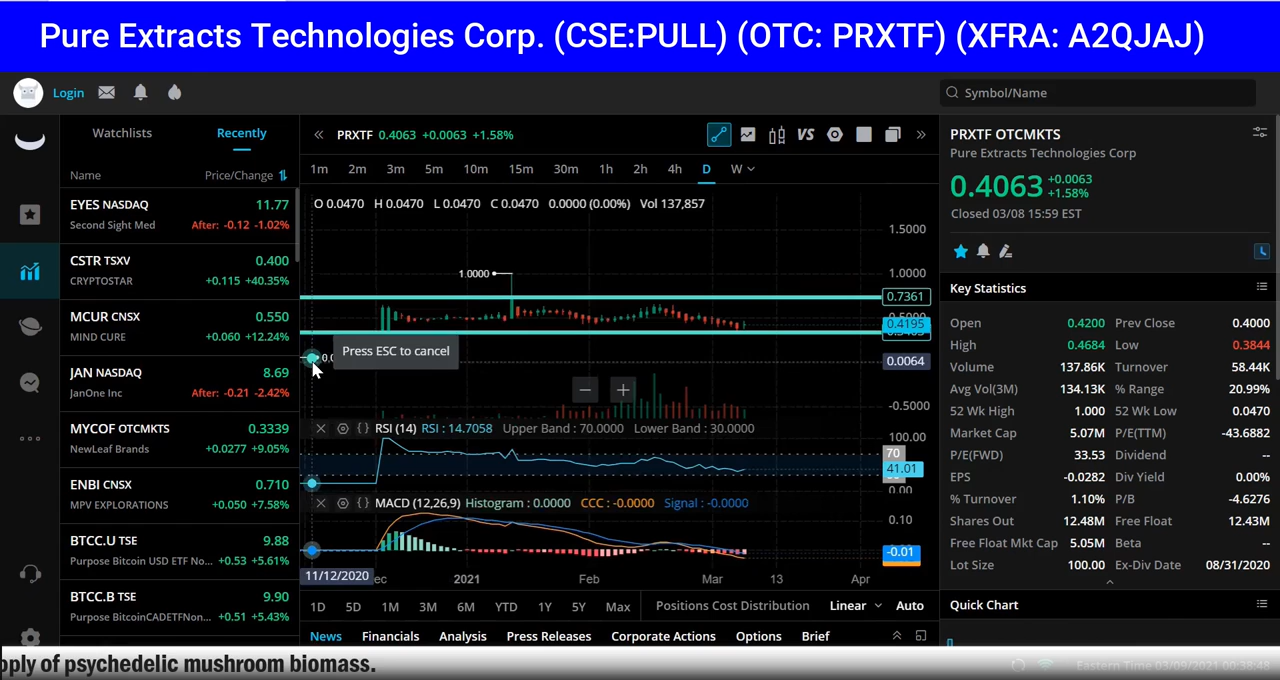 Pure Extracts Technologies Corp. (CSE:PULL) (OTC: PRXTF) (XFRA: A2QJAJ)
Login
Symbol/Name
Watchlists Recently
Name Price/Change
EYES NASDAQ 11.77
Second Sight Med After: -0.12 -1.02%
CSTR TSXV 0.400
CRYPTOSTAR +0.115 +40.35%
MCUR CNSX 0.550
MIND CURE +0.060 +12.24%
JAN NASDAQ 8.69
JanOne Inc After: -0.21 -2.42%
MYCOF OTCMKTS 0.3339
NewLeaf Brands +0.0277 +9.05%
ENBI CNSX 0.710
MPV EXPLORATIONS +0.050 +7.58%
BTCC.U TSE 9.88
Purpose Bitcoin USD ETF No... +0.53 +5.61%
BTCC.B TSE 9.90
Purpose BitcoinCADETFNon... +0.51 +5.43%
PRXTF 0.4063 +0.0063 +1.58%
VS
1m 2m 3m 5m 10m 15m 30m 1h 2h 4h D W
O 0.0470 H 0.0470 L 0.0470 C 0.0470 0.0000 (0.00%) Vol 137,857
1.5000
1.0000 1.0000
0.7361
0.4195
Press ESC to cancel
0.0064
-0.5000
RSI (14) RSI : 14.7058 Upper Band : 70.0000 Lower Band : 30.0000
100.00
70
41.01
0.00
MACD (12,26,9) Histogram : 0.0000 CCC : -0.0000 Signal : -0.0000
0.10
-0.01
11/12/2020 ec 2021 Feb Mar 13 Apr
1D 5D 1M 3M 6M YTD 1Y 5Y Max Positions Cost Distribution Linear Auto
News Financials Analysis Press Releases Corporate Actions Options Brief
PRXTF OTCMKTS
Pure Extracts Technologies Corp
0.4063 +0.0063
+1.58%
Closed 03/08 15:59 EST
Key Statistics
Open 0.4200 Prev Close 0.4000
High 0.4684 Low 0.3844
Volume 137.86K Turnover 58.44K
Avg Vol(3M) 134.13K % Range 20.99%
52 Wk High 1.000 52 Wk Low 0.0470
Market Cap 5.07M P/E(TTM) -43.6882
P/E(FWD) 33.53 Dividend --
EPS -0.0282 Div Yield 0.00%
% Turnover 1.10% P/B -4.6276
Shares Out 12.48M Free Float 12.43M
Free Float Mkt Cap 5.05M Beta --
Lot Size 100.00 Ex-Div Date 08/31/2020
Quick Chart
pply of psychedelic mushroom biomass.
Eastern Time 03/09/2021 00:38:48